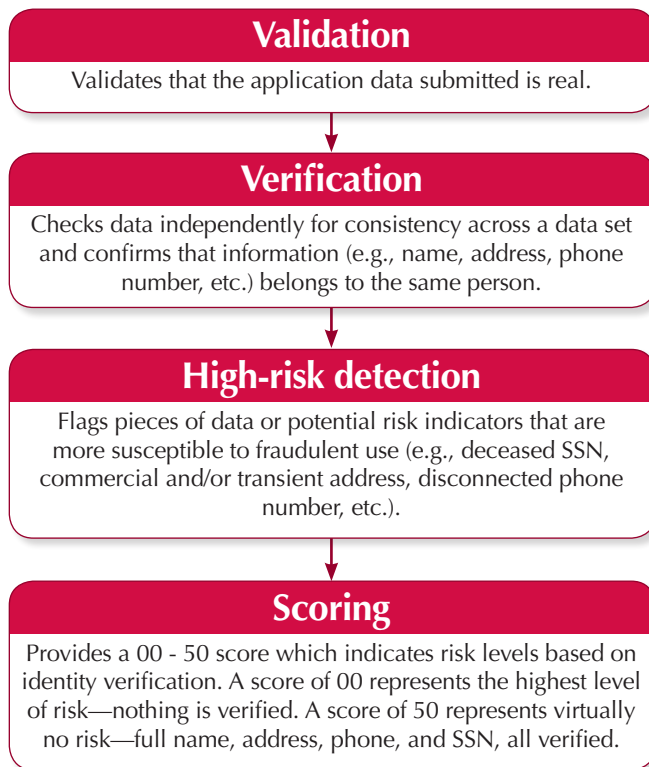 Validation
Validates that the application data submitted is real.
Verification
Checks data independently for consistency across a data set
and confirms that information (e.g., name, address, phone
number, etc.) belongs to the same person.
High-risk detection
Flags pieces of data or potential risk indicators that are
more susceptible to fraudulent use (e.g., deceased SSN,
commercial and/or transient address, disconnected phone
number, etc.).
Scoring
Provides a 00 - 50 score which indicates risk levels based on
identity verification. A score of 00 represents the highest level
of risk—nothing is verified. A score of 50 represents virtually
no risk—full name, address, phone, and SSN, all verified.